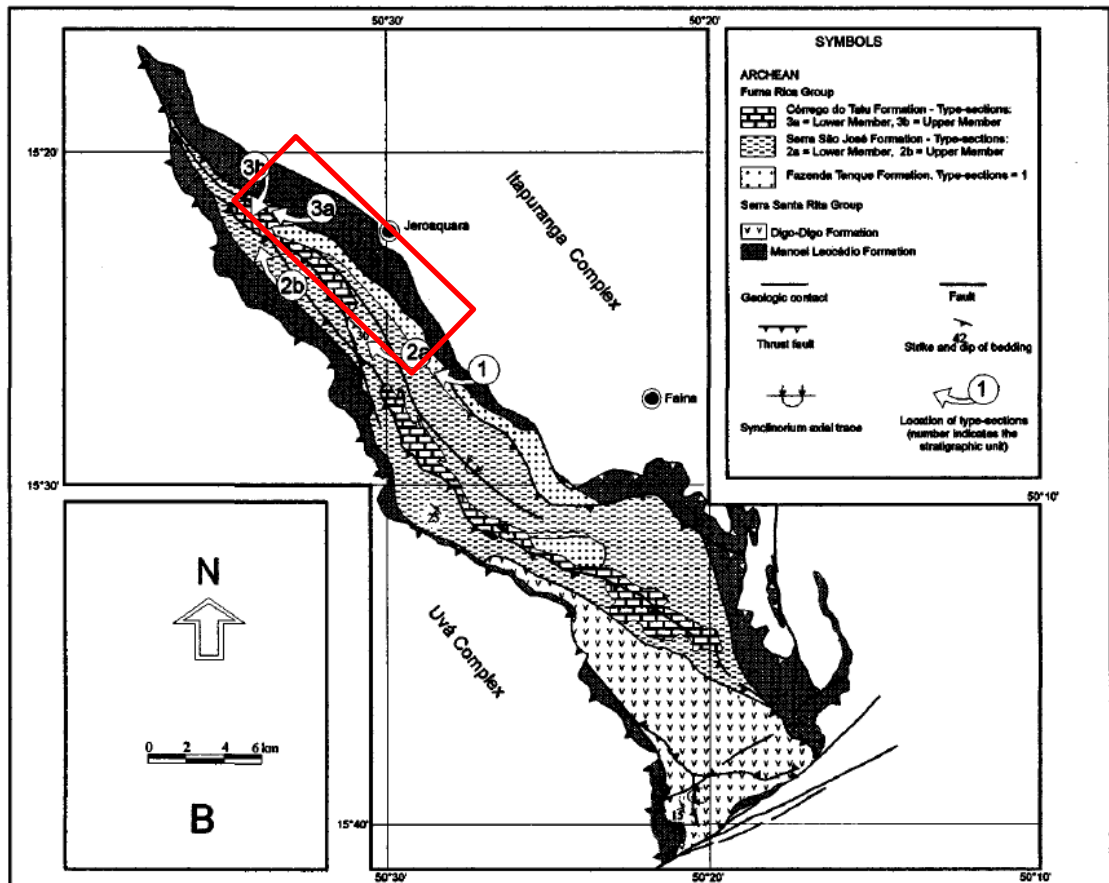 50°30'
50°20'
SYMBOLS
ARCHEAN
Furna Rica Group
Córrego do Tatu Formation - Type-sections:
3a = Lower Member, 3b = Upper Member
Serra São José Formation - Type-sections:
2a = Lower Member, 2b = Upper Member
Fazenda Tanque Formation. Type-sections = 1
Serra Santa Rita Group
Digo-Digo Formation
Manoel Leocádio Formation
Geologic contact
Fault
Thrust fault
42
Strike and dip of bedding
1
Synclinorium axial trace
Location of type-sections
(number indicates the
stratigraphic unit)
15°20'
3b
3a
Jeroaquara
Itapuranga Complex
2b
2a
1
Faina
15°30'
50°10'
N
Uvá Complex
0 2 4 6 km
B
15
15°40'
50°30'
50°20'
50°10'